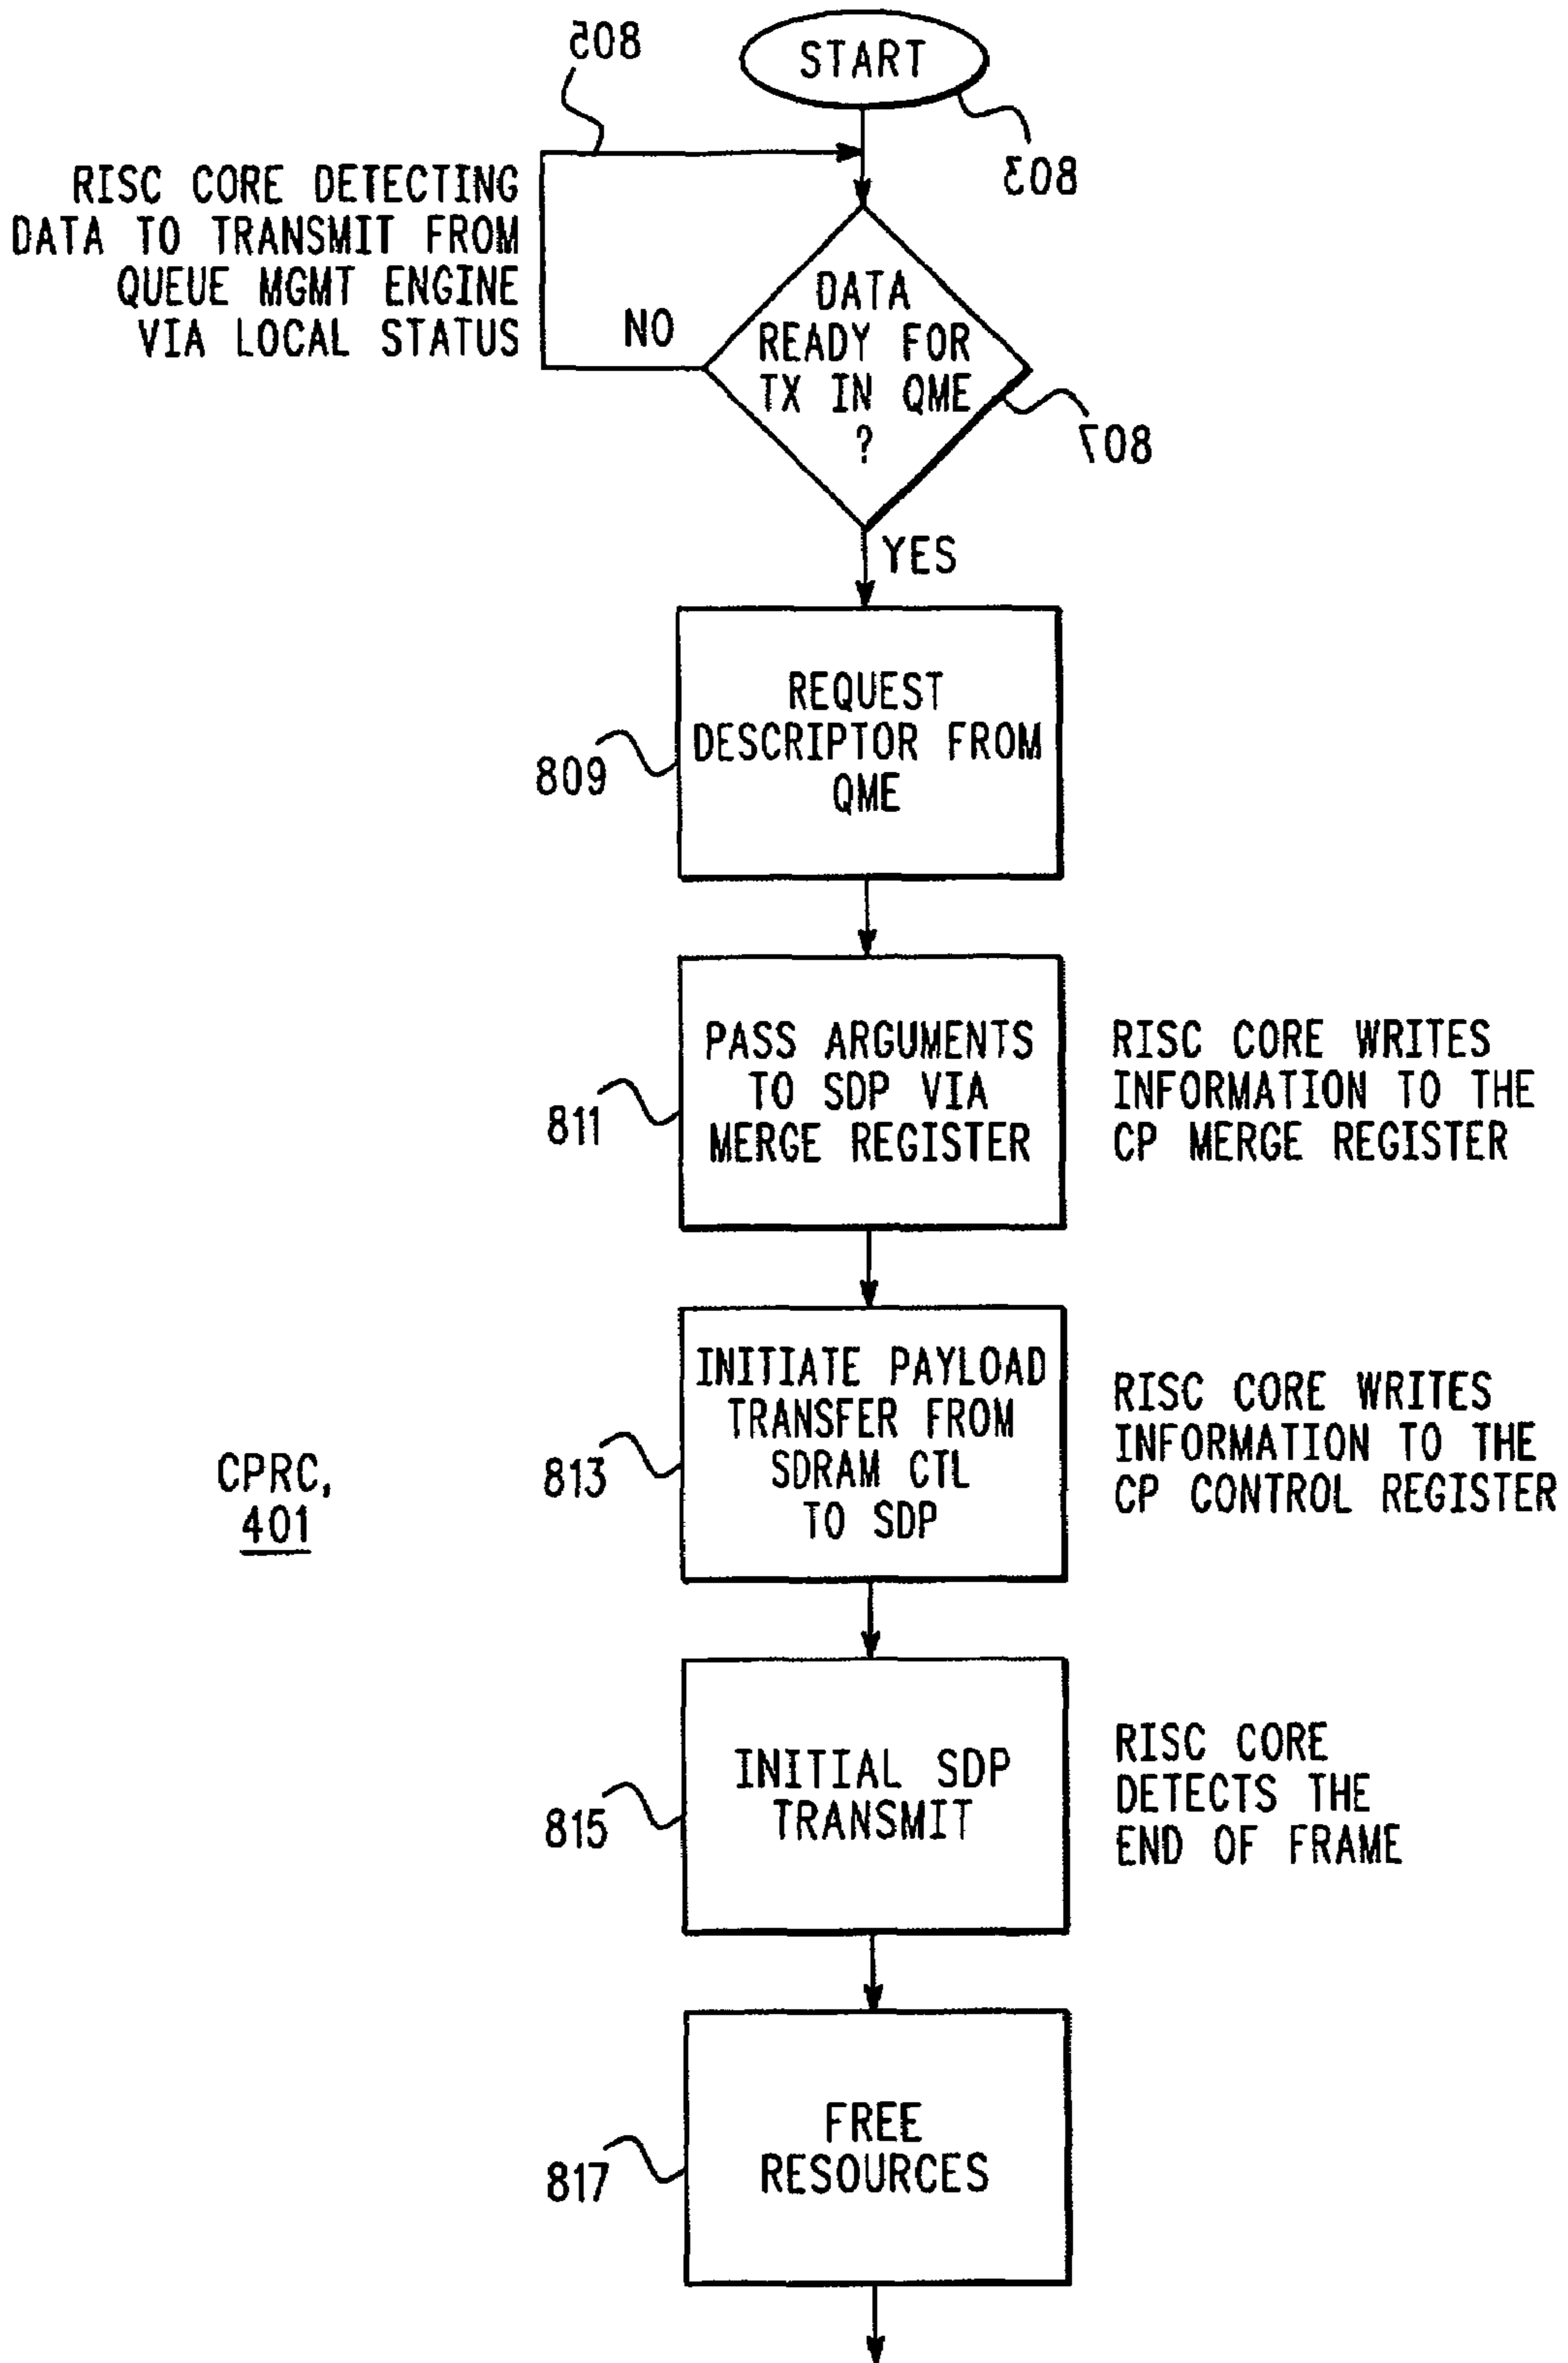 START
805
803
RISC CORE DETECTING
DATA TO TRANSMIT FROM
QUEUE MGMT ENGINE
VIA LOCAL STATUS
NO
DATA
READY FOR
TX IN QME
?
807
YES
REQUEST
DESCRIPTOR FROM
QME
809
PASS ARGUMENTS
TO SDP VIA
MERGE REGISTER
811
RISC CORE WRITES
INFORMATION TO THE
CP MERGE REGISTER
INITIATE PAYLOAD
TRANSFER FROM
SDRAM CTL
TO SDP
813
RISC CORE WRITES
INFORMATION TO THE
CP CONTROL REGISTER
CPRC,
401
INITIAL SDP
TRANSMIT
815
RISC CORE
DETECTS THE
END OF FRAME
FREE
RESOURCES
817